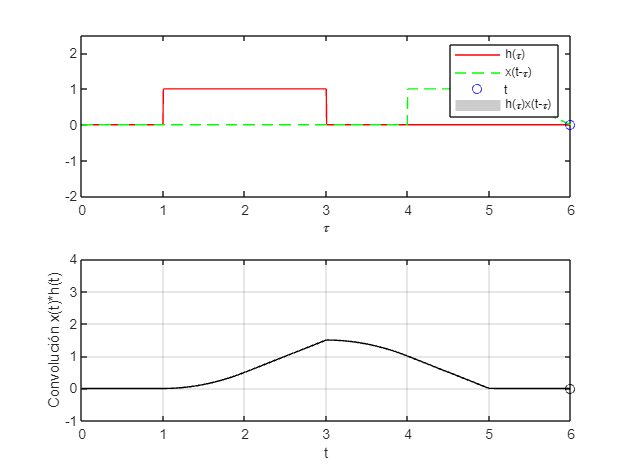 2
1
0
-1
-2
0 1 2 3 4 5 6
τ
h(τ)
x(t-τ)
t
h(τ)x(t-τ)
4
3
2
1
0
-1
Convolución x(t)*h(t)
0 1 2 3 4 5 6
t